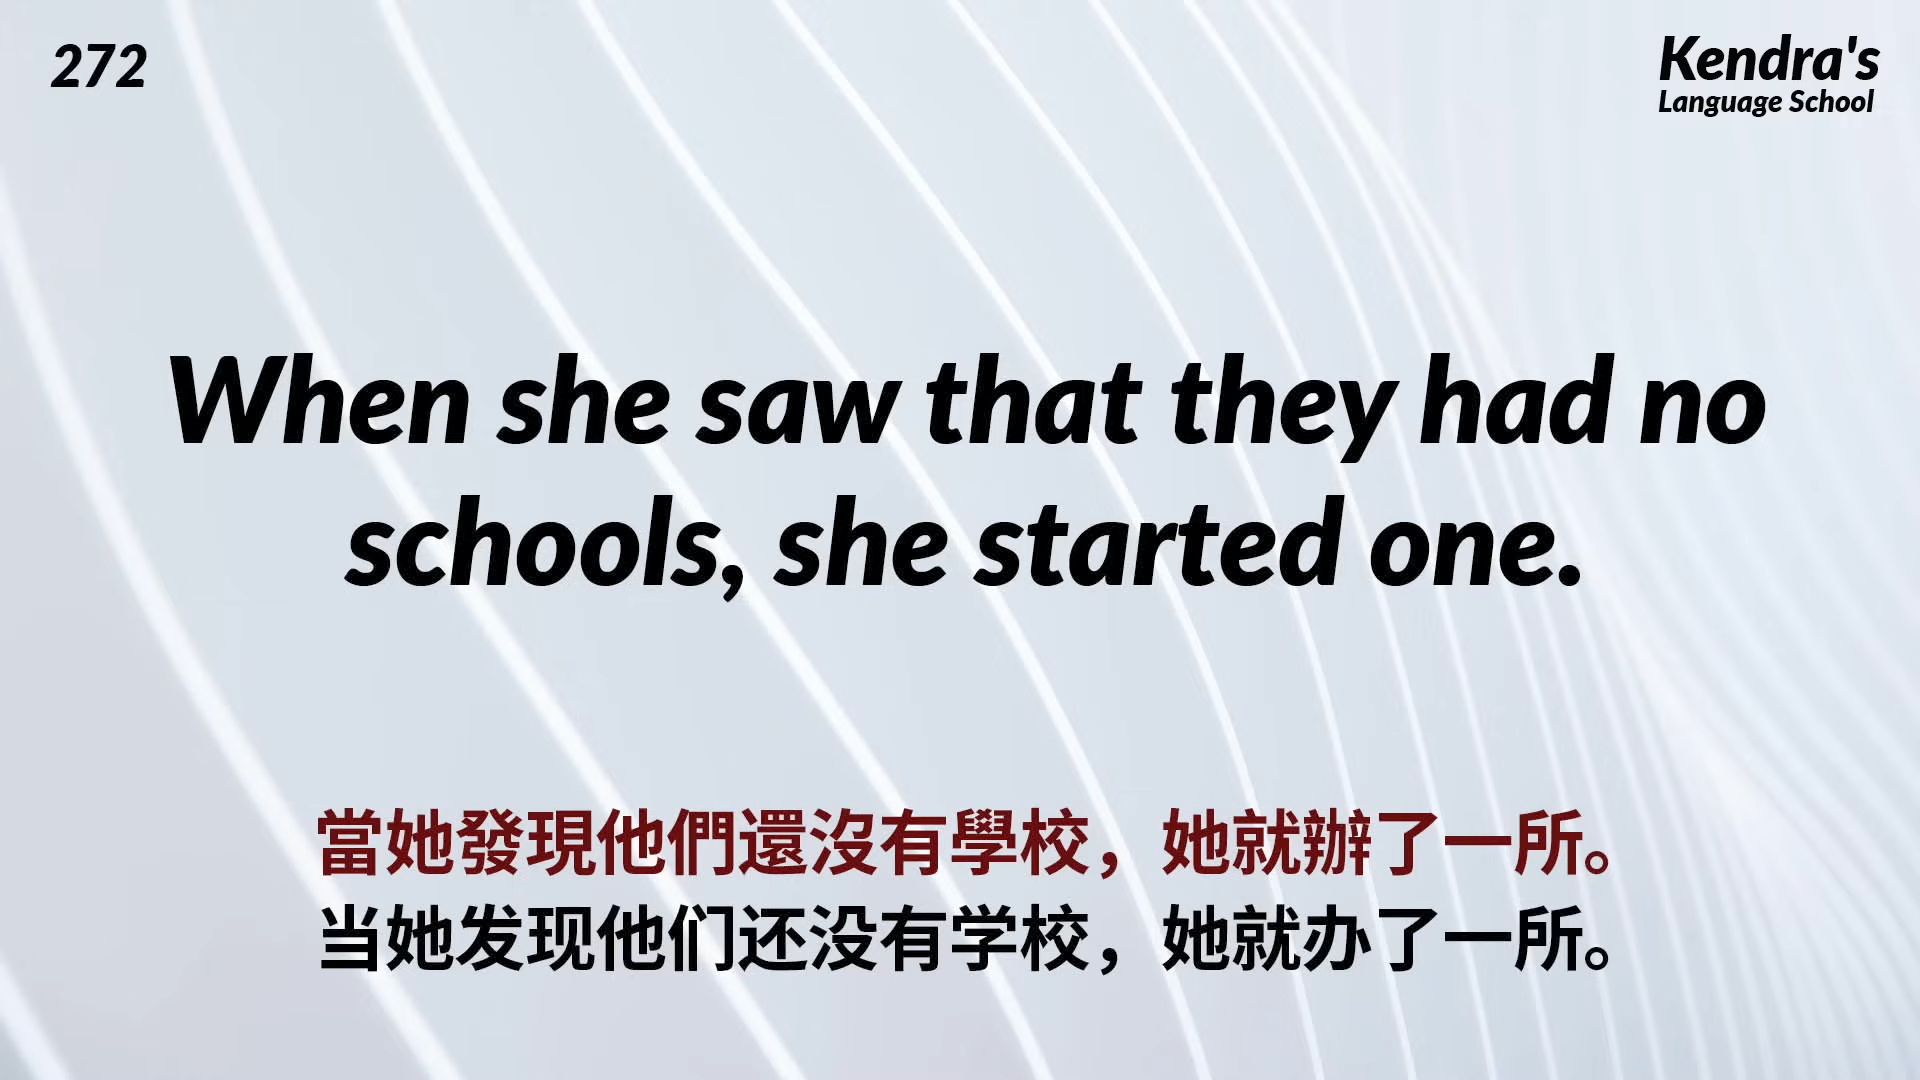 272
Kendra's
Language School
When she saw that they had no
schools, she started one.
當她發現他們還沒有學校，她就辦了一所。
当她发现他们还没有学校，她就办了一所。